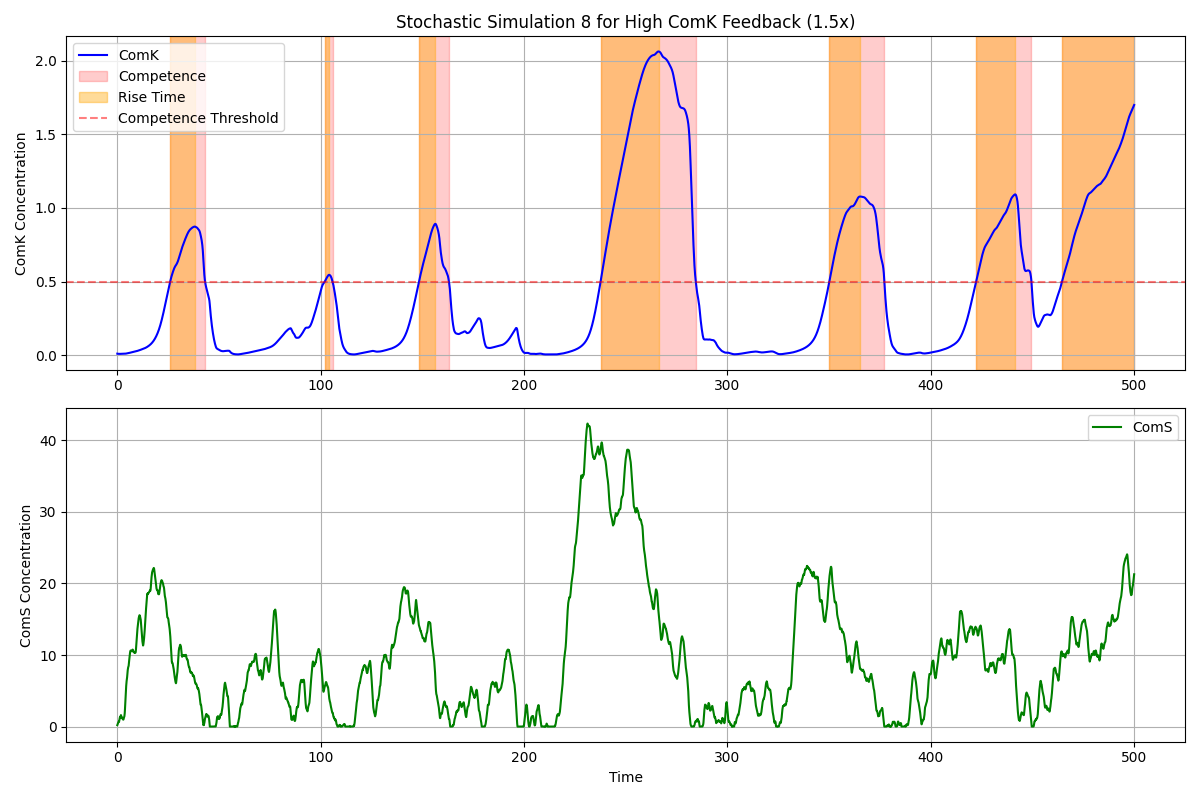 Stochastic Simulation 8 for High ComK Feedback (1.5x)
ComK
Competence
Rise Time
Competence Threshold
ComK Concentration
2.0
1.5
1.0
0.5
0.0
0 100 200 300 400 500
ComS
ComS Concentration
40
30
20
10
0
0 100 200 300 400 500
Time